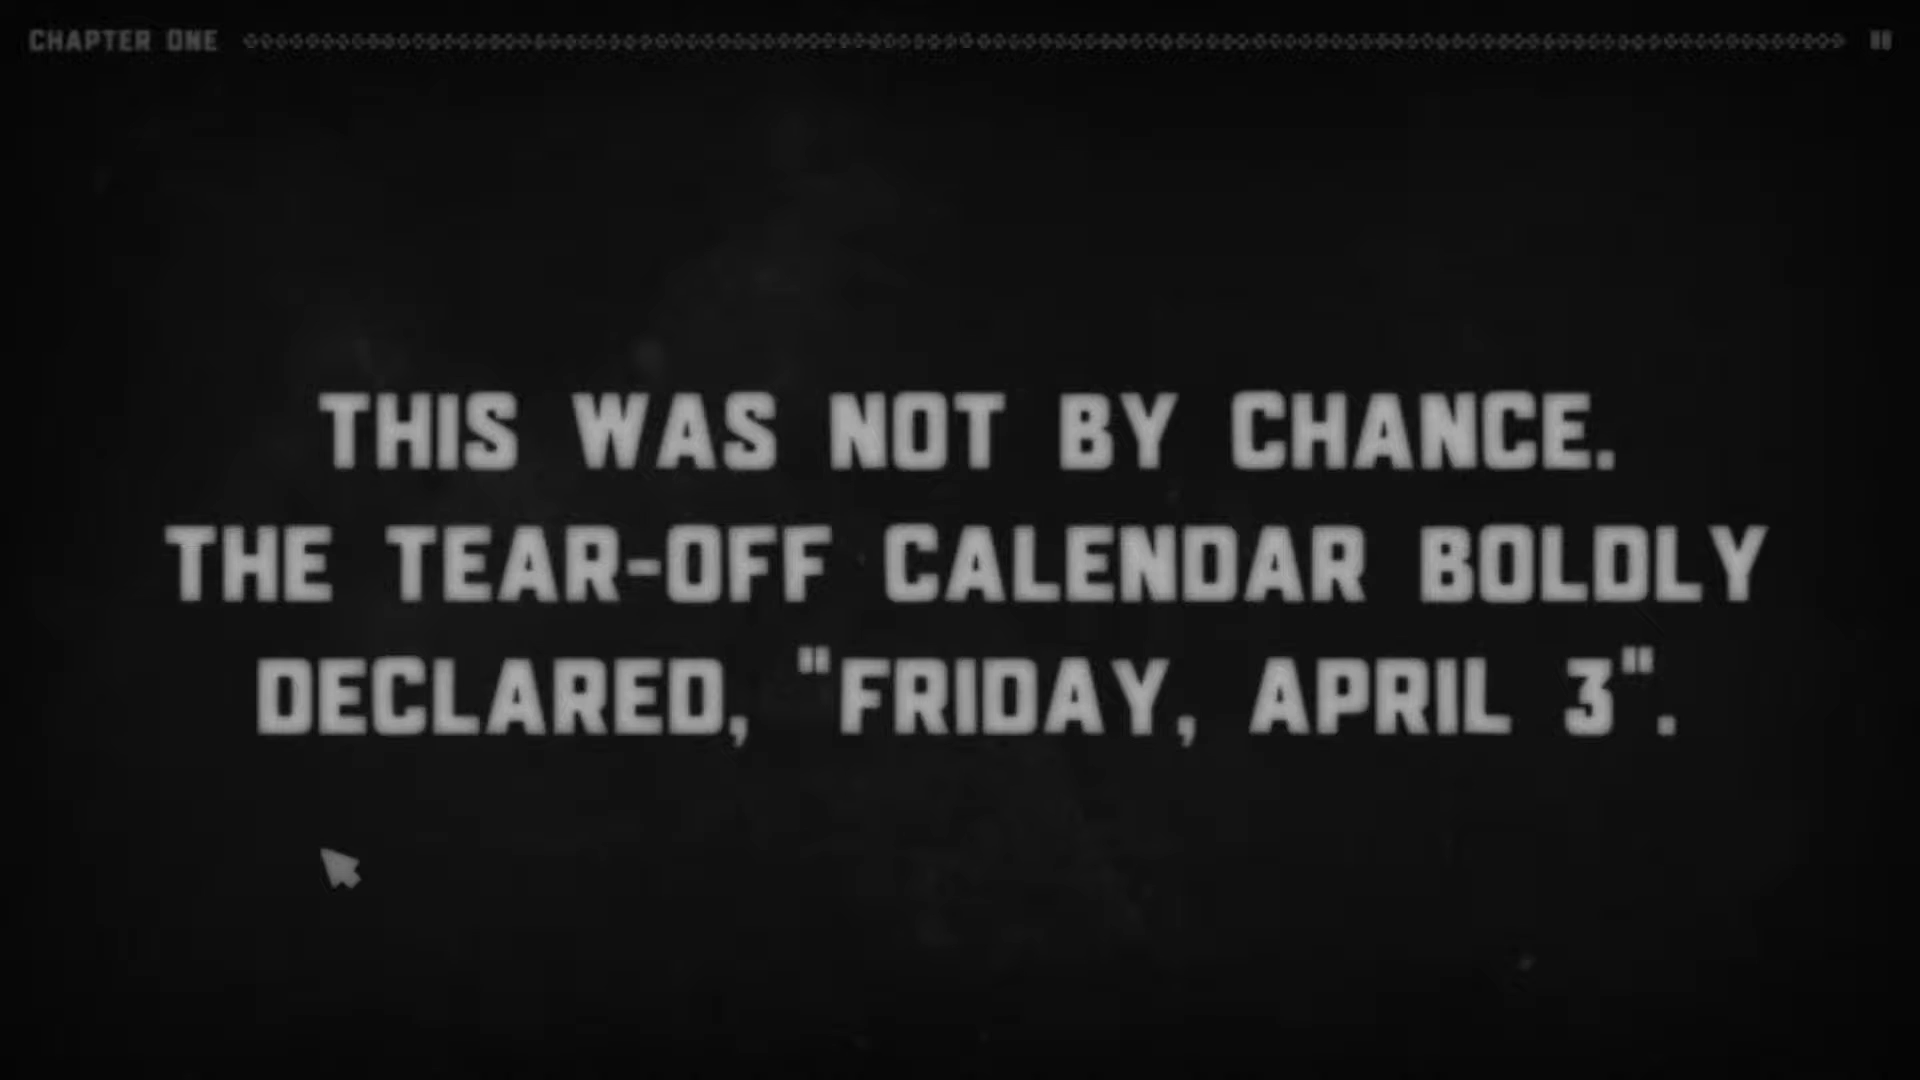 CHAPTER ONE
THIS WAS NOT BY CHANCE.
THE TEAR-OFF CALENDAR BOLDLY
DECLARED, "FRIDAY, APRIL 3".